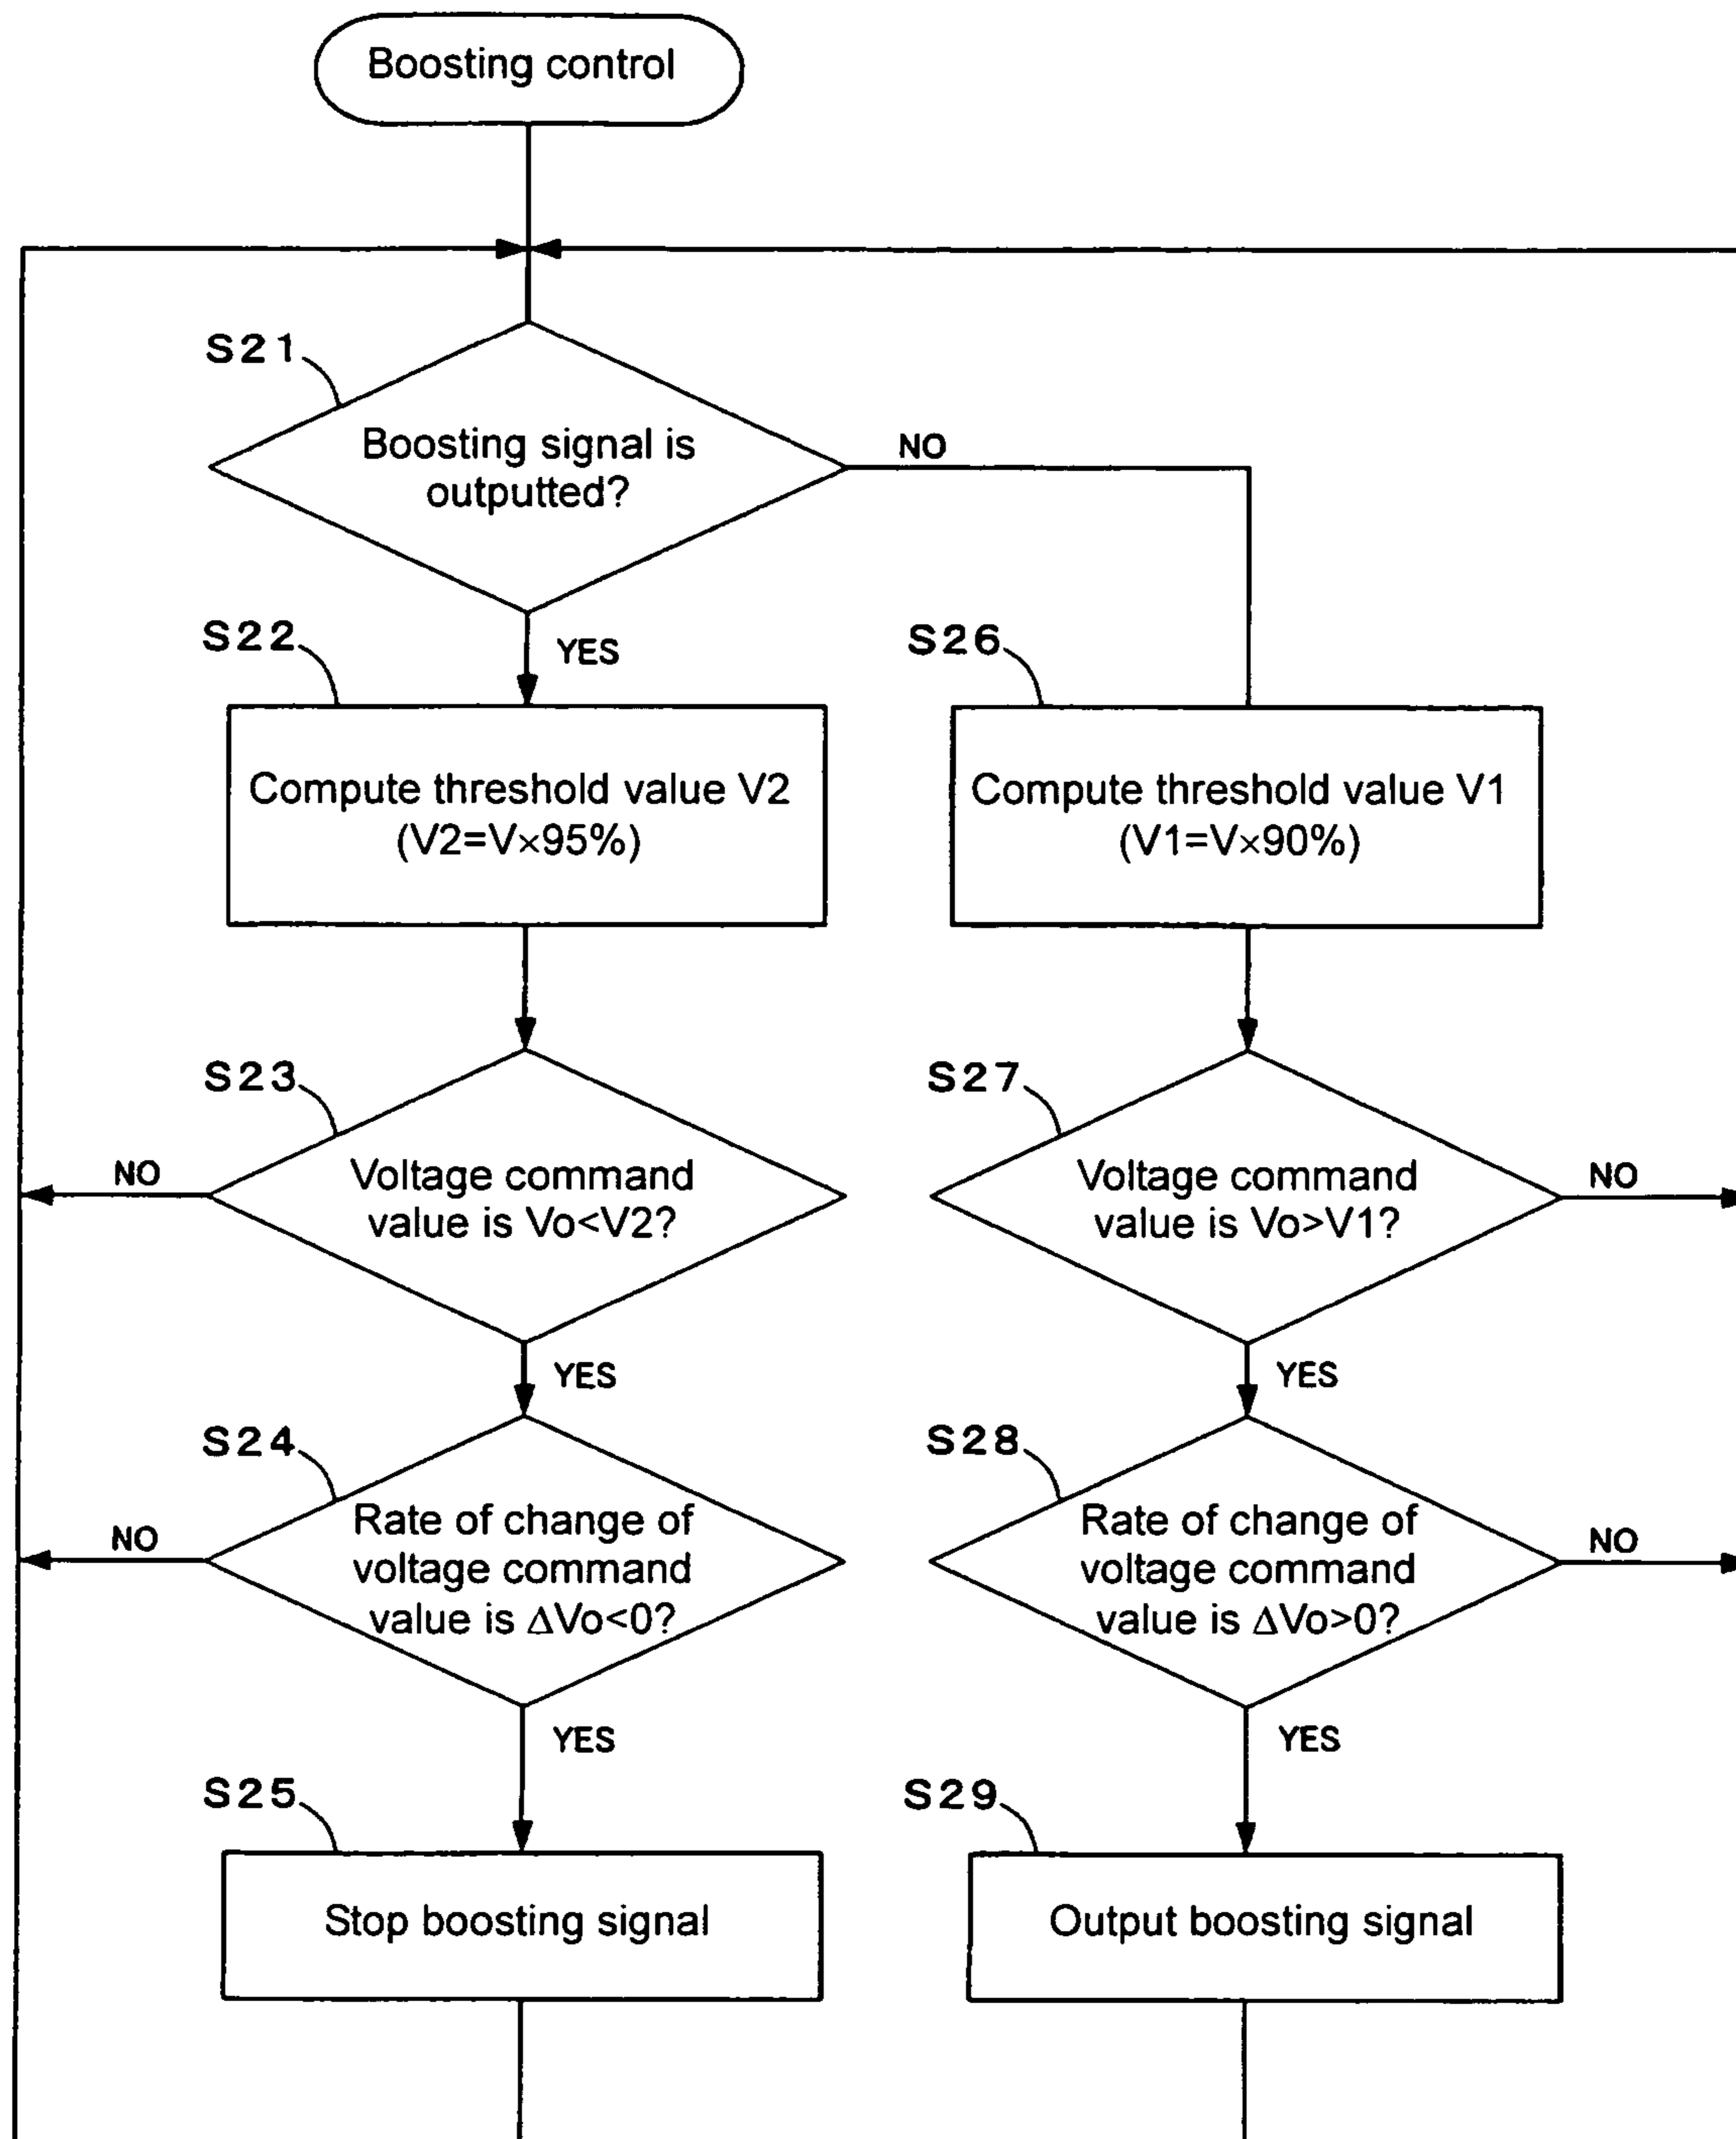 Boosting control
S21
Boosting signal is
outputted?
NO
YES
S22
Compute threshold value V2
(V2=V×95%)
S26
Compute threshold value V1
(V1=V×90%)
S23
Voltage command
value is Vo<V2?
NO
YES
S27
Voltage command
value is Vo>V1?
NO
YES
S24
Rate of change of
voltage command
value is ΔVo<0?
NO
YES
S28
Rate of change of
voltage command
value is ΔVo>0?
NO
YES
S25
Stop boosting signal
S29
Output boosting signal